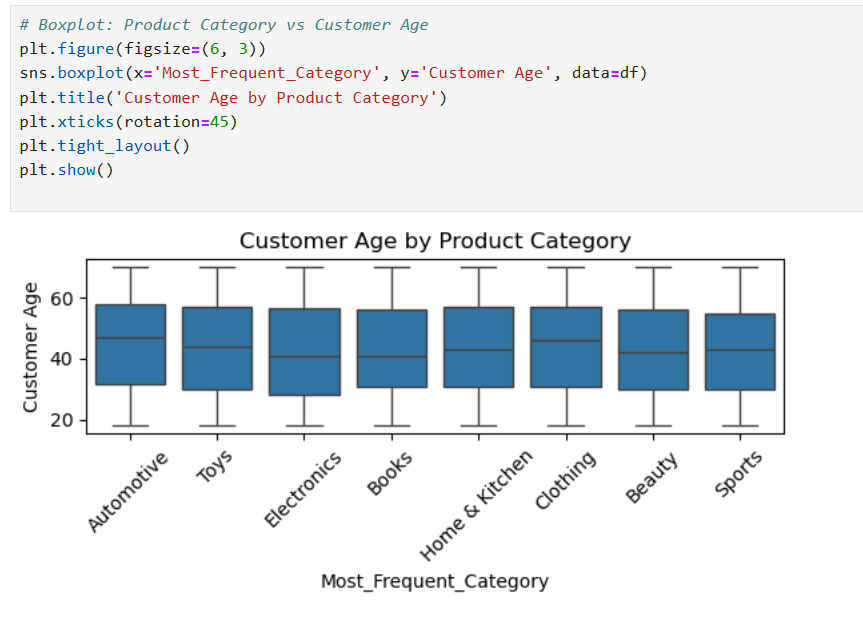 # Boxplot: Product Category vs Customer Age
plt.figure(figsize=(6, 3))
sns.boxplot(x='Most_Frequent_Category', y='Customer Age', data=df)
plt.title('Customer Age by Product Category')
plt.xticks(rotation=45)
plt.tight_layout()
plt.show()
Customer Age by Product Category
Customer Age
60
40
20
Automotive
Toys
Electronics
Books
Home & Kitchen
Clothing
Beauty
Sports
Most_Frequent_Category